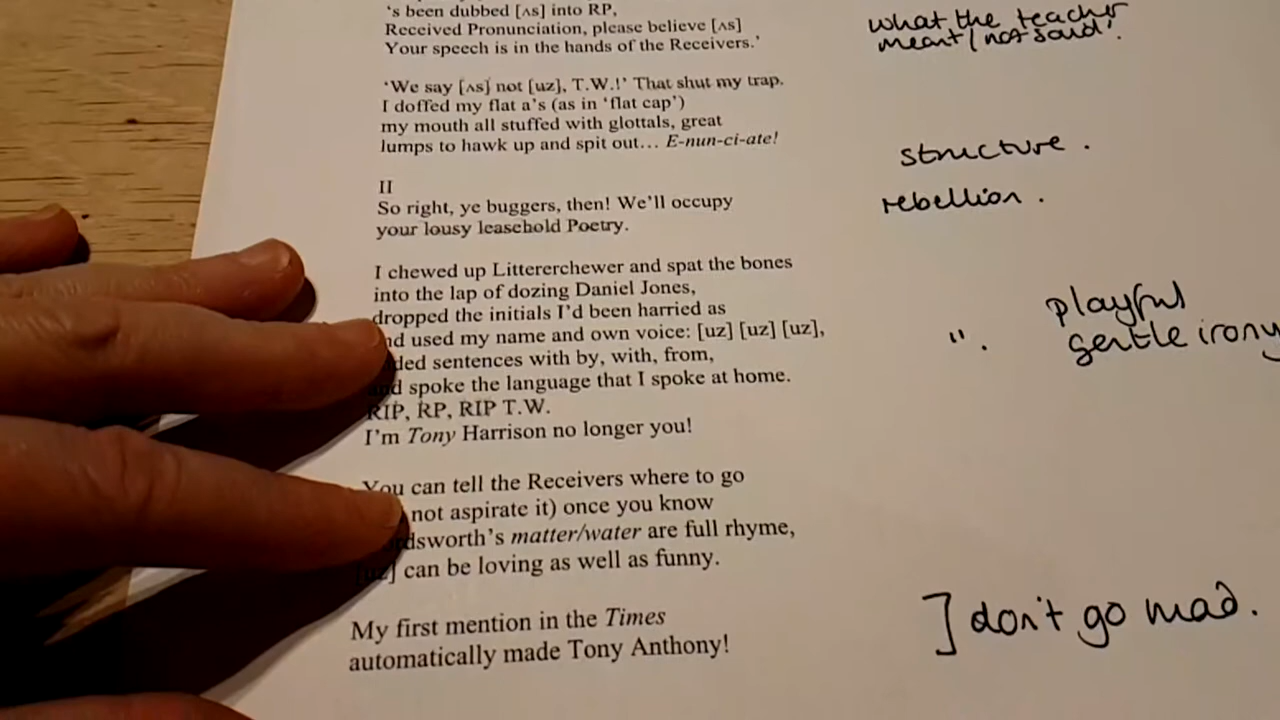 's been dubbed [ʌs] into RP,
Received Pronunciation, please believe [ʌs]
Your speech is in the hands of the Receivers.'
'We say [ʌs] not [uz], T.W.!' That shut my trap.
I doffed my flat a's (as in 'flat cap')
my mouth all stuffed with glottals, great
lumps to hawk up and spit out... E-nun-ci-ate!
II
So right, ye buggers, then! We'll occupy
your lousy leasehold Poetry.
I chewed up Littererchewer and spat the bones
into the lap of dozing Daniel Jones,
dropped the initials I'd been harried as
nd used my name and own voice: [uz] [uz] [uz],
ded sentences with by, with, from,
and spoke the language that I spoke at home.
RIP, RP, RIP T.W.
I'm Tony Harrison no longer you!
You can tell the Receivers where to go
not aspirate it) once you know
dsworth's matter/water are full rhyme,
[uz] can be loving as well as funny.
My first mention in the Times
automatically made Tony Anthony!
what the teacher
meant/not said!
structure.
rebellion.
playful
". gentle irony
] don't go mad.